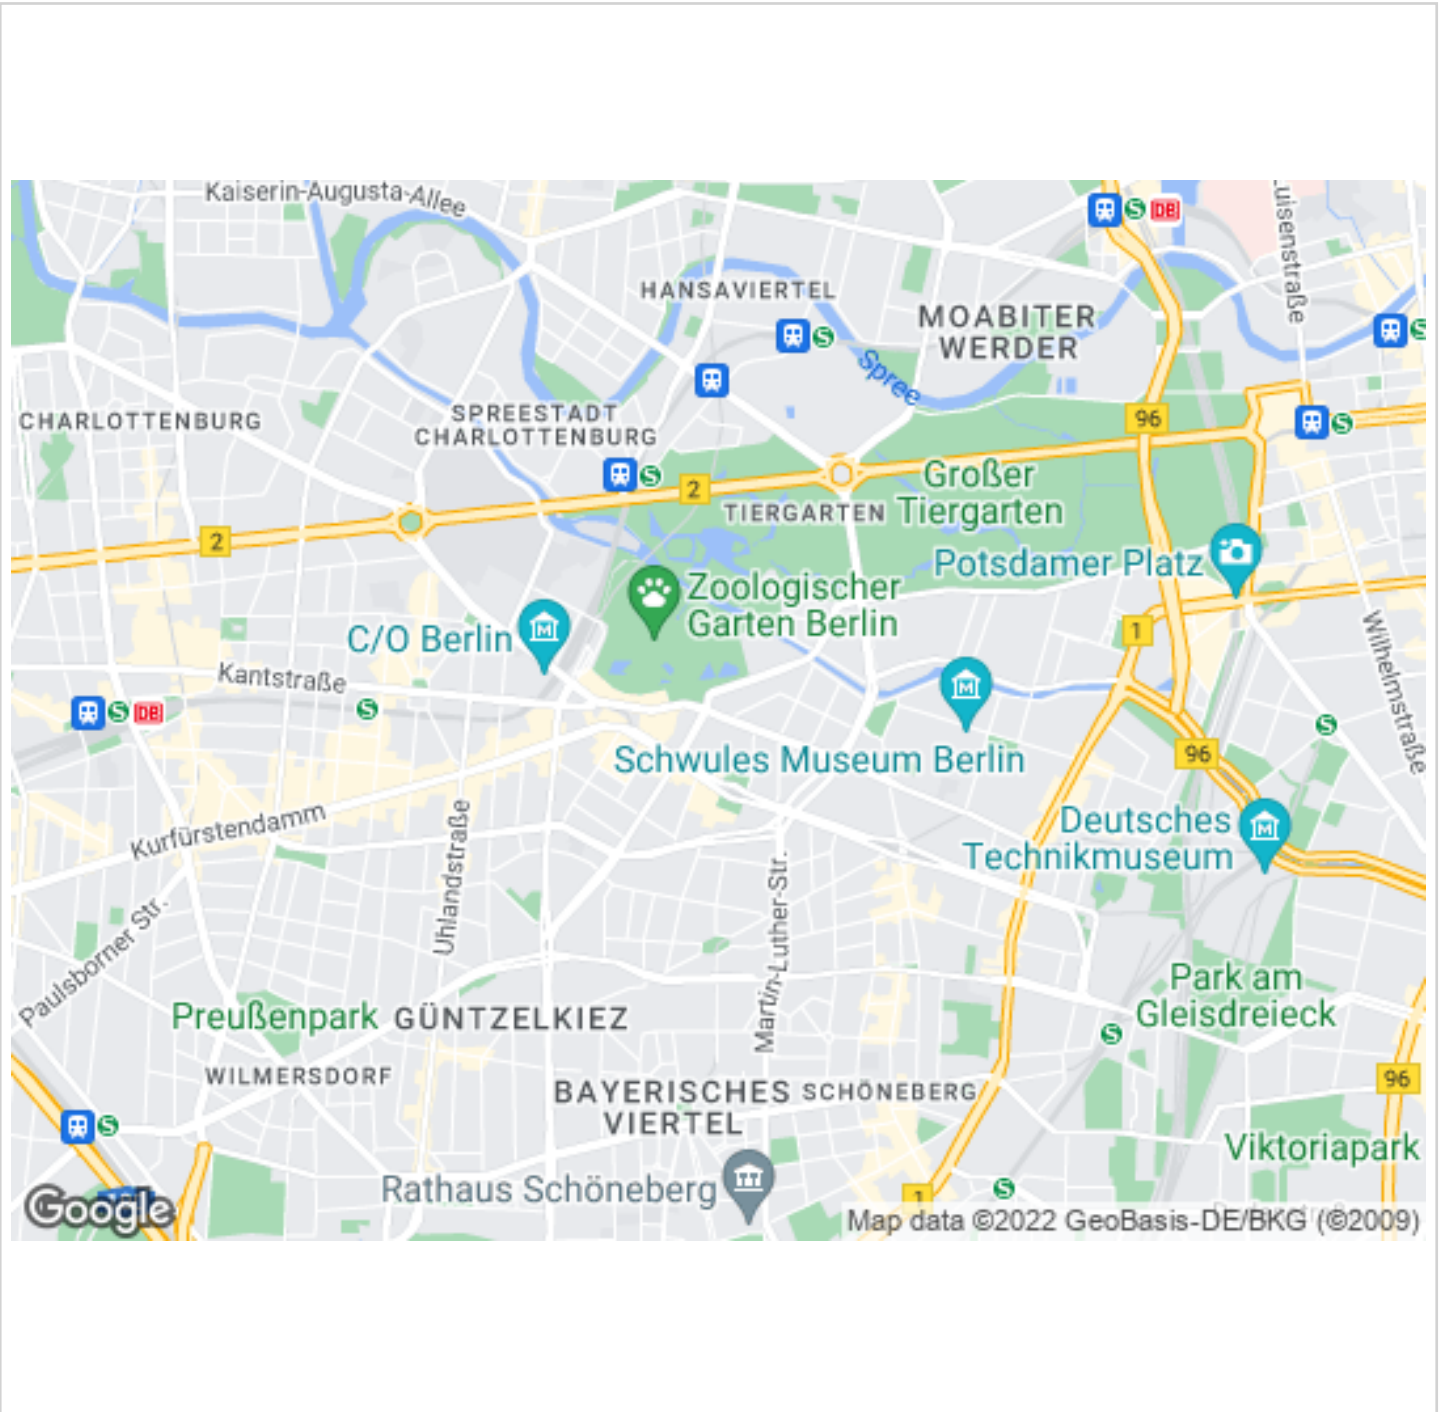 Kaiserin-Augusta-Allee
S
DB
HANSAVIERTEL
MOABITER
WERDER
S
S
Spree
CHARLOTTENBURG
SPREESTADT
CHARLOTTENBURG
96
S
S
2
Großer
Tiergarten
TIERGARTEN
2
Potsdamer Platz
Zoologischer
Garten Berlin
C/O Berlin
1
Wilhelmstraße
Kantstraße
S
DB
S
S
Schwules Museum Berlin
96
Kurfürstendamm
Uhlandstraße
Deutsches
Technikmuseum
Martin-Luther-Str.
Paulsborner Str.
Park am
Gleisdreieck
Preußenpark
GÜNTZELKIEZ
S
WILMERSDORF
BAYERISCHES
VIERTEL
SCHÖNEBERG
96
S
Viktoriapark
Rathaus Schöneberg
S
1
Google
Map data ©2022 GeoBasis-DE/BKG (©2009)